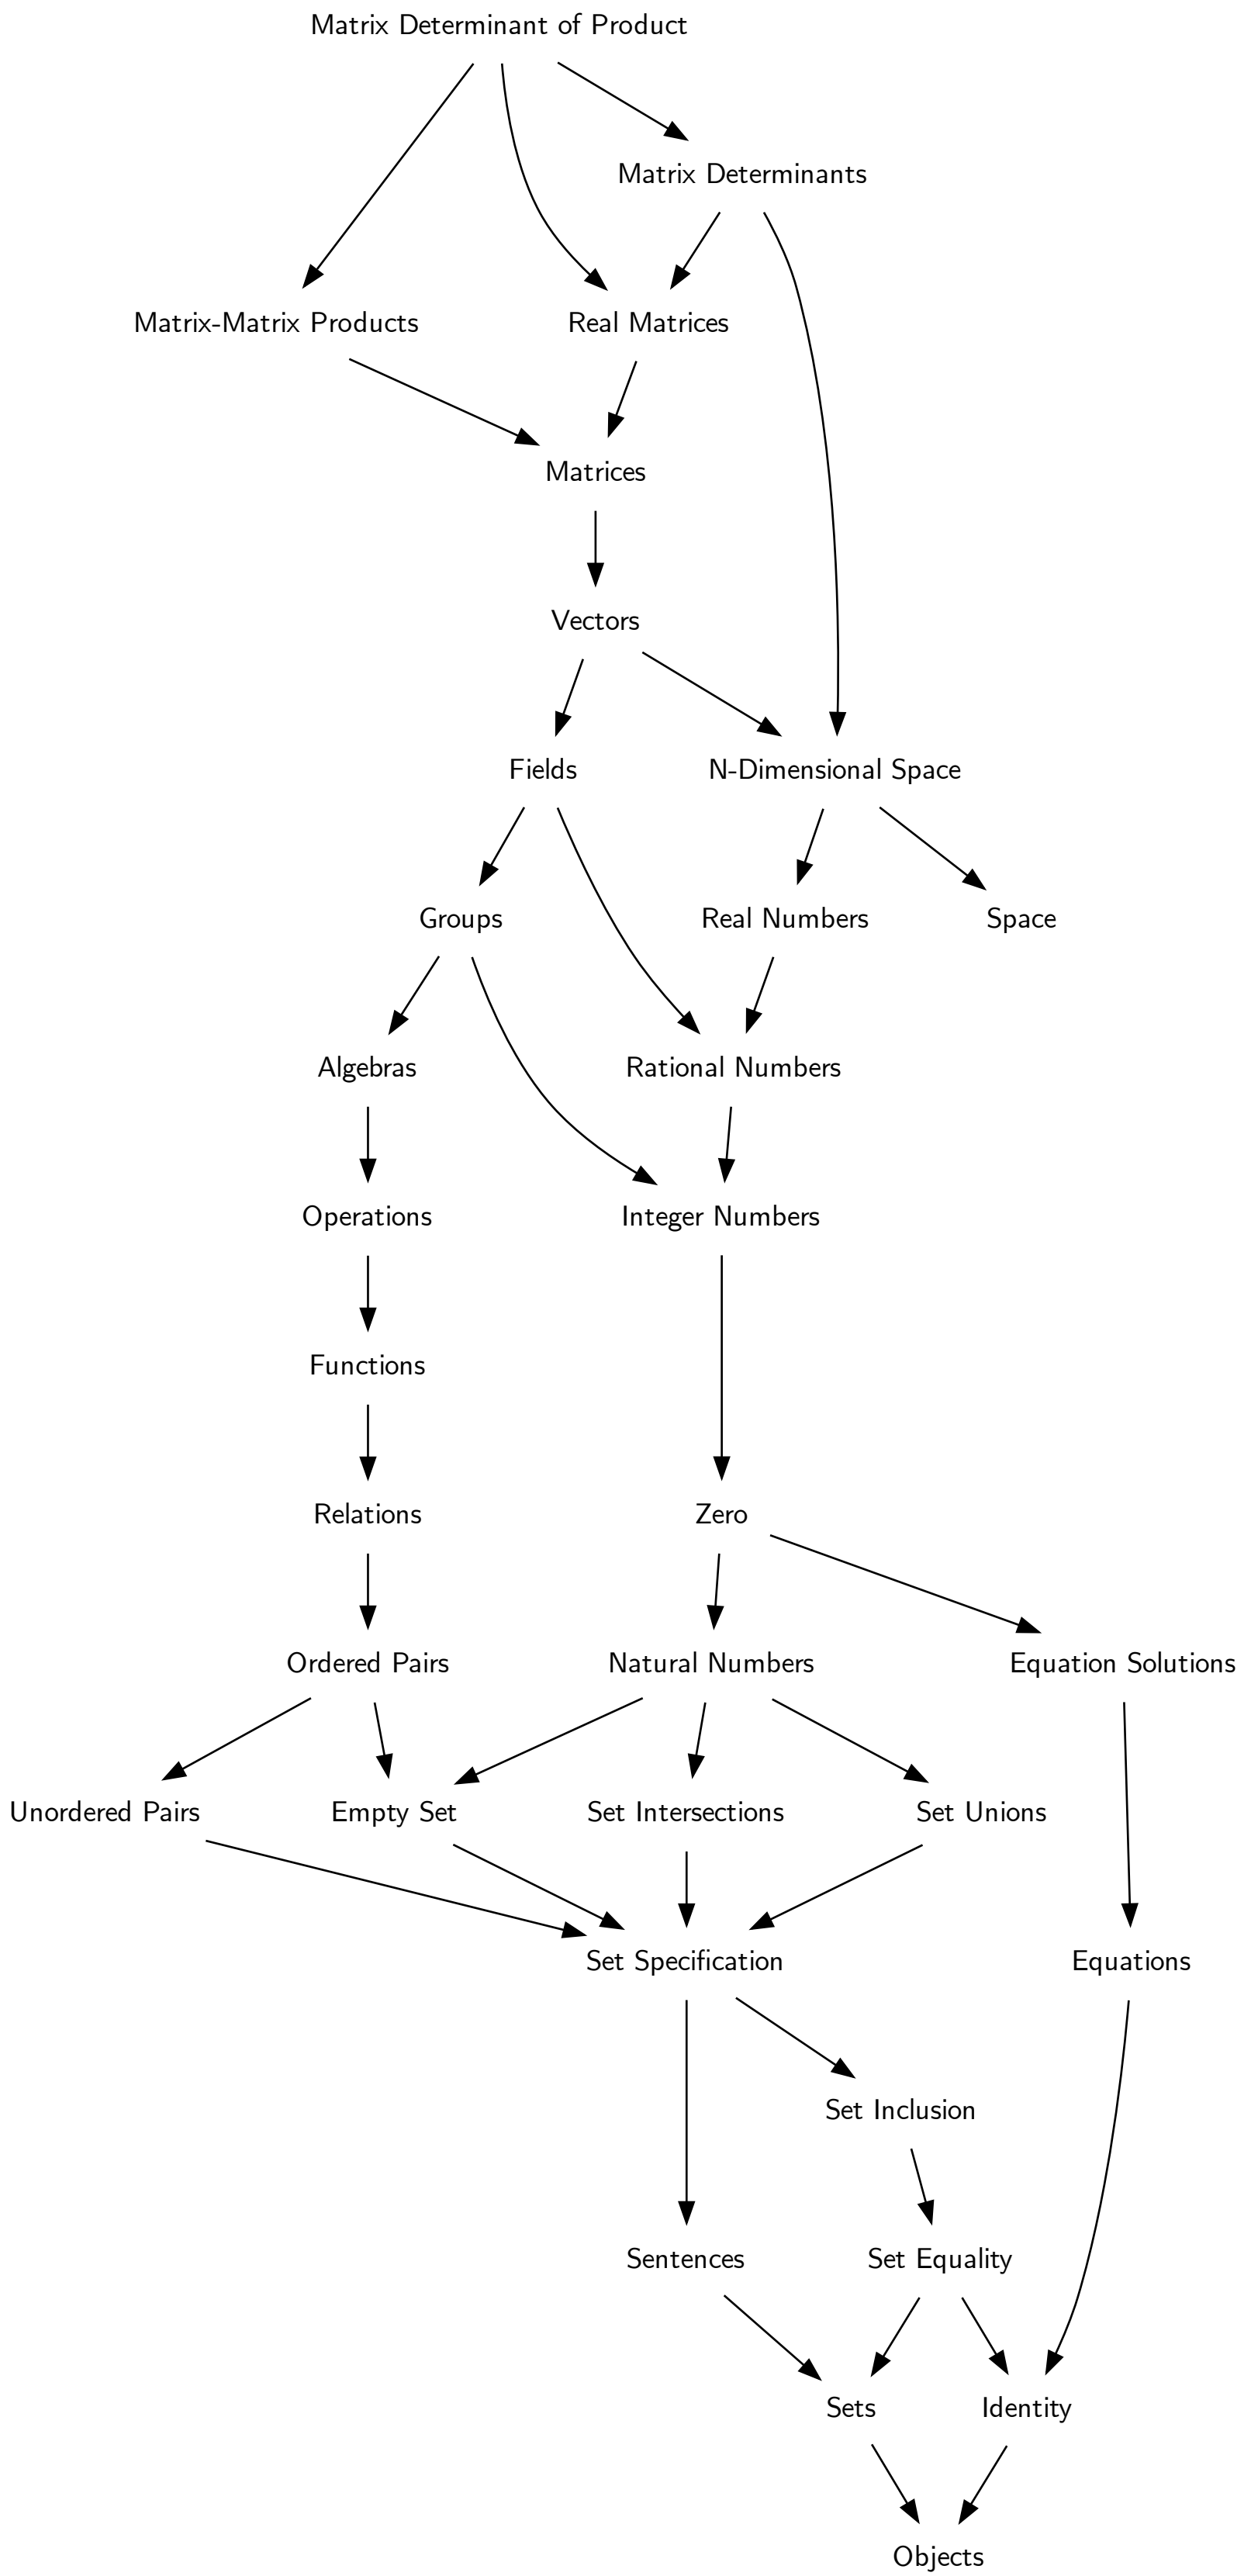 Matrix Determinant of Product
Matrix Determinants
Matrix-Matrix Products
Real Matrices
Matrices
Vectors
Fields
N-Dimensional Space
Groups
Real Numbers
Space
Algebras
Rational Numbers
Operations
Integer Numbers
Functions
Relations
Zero
Ordered Pairs
Natural Numbers
Equation Solutions
Unordered Pairs
Empty Set
Set Intersections
Set Unions
Set Specification
Equations
Set Inclusion
Sentences
Set Equality
Sets
Identity
Objects